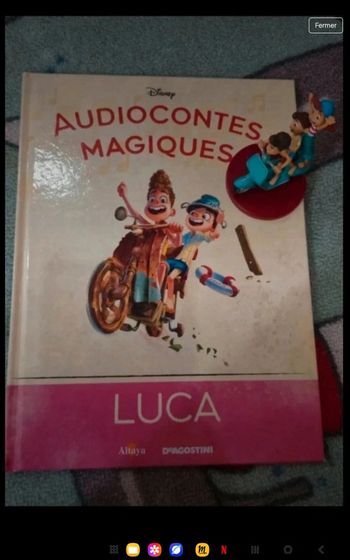 Fermer
Disney
AUDIOCONTES
MAGIQUES
LUCA
Altaya
DeAGOSTINI